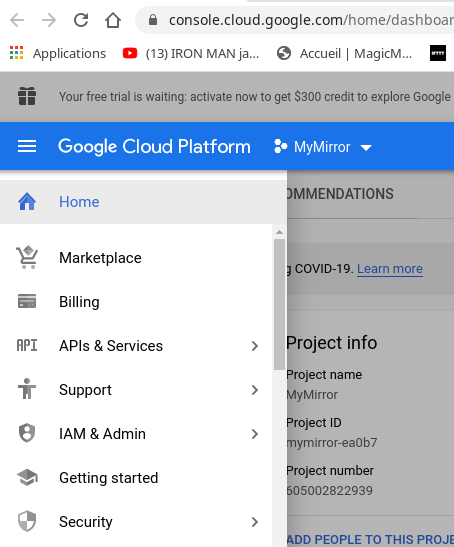 console.cloud.google.com/home/dashboar
Applications (13) IRON MAN ja... Accueil | MagicM... IFTTT
Your free trial is waiting: activate now to get $300 credit to explore Google
Google Cloud Platform MyMirror
Home
OMMENDATIONS
Marketplace
g COVID-19. Learn more
Billing
API APIs & Services
Project info
Project name
Support
MyMirror
Project ID
IAM & Admin
mymirror-ea0b7
Project number
Getting started
605002822939
Security
ADD PEOPLE TO THIS PROJE